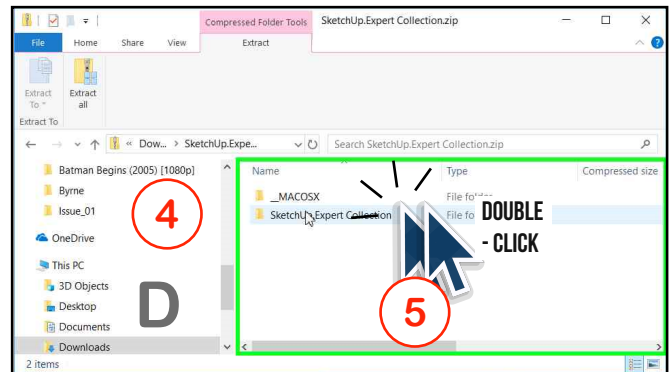 Compressed Folder Tools
SketchUp.Expert Collection.zip
File
Home
Share
View
Extract
Extract
To
Extract
all
Extract To
« Dow... > SketchUp.Expe...
Search SketchUp.Expert Collection.zip
Batman Begins (2005) [1080p]
Byrne
Issue_01
OneDrive
This PC
3D Objects
Desktop
Documents
Downloads
4
D
Name
Type
Compressed size
__MACOSX
File folder
SketchUp.Expert Collection
File fo
DOUBLE
- CLICK
5
2 items